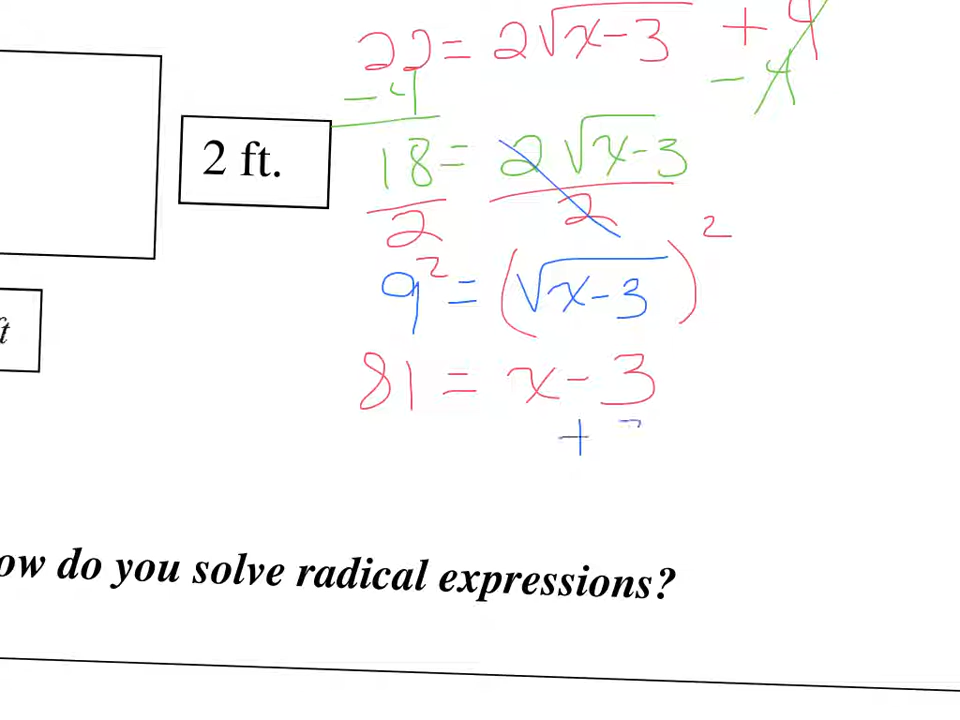 22 = 2√x-3 + 4
-4 -4
2 ft.
18 = 2√x-3
2 2
9² = (√x-3)²
ft
81 = x-3
+
ow do you solve radical expressions?